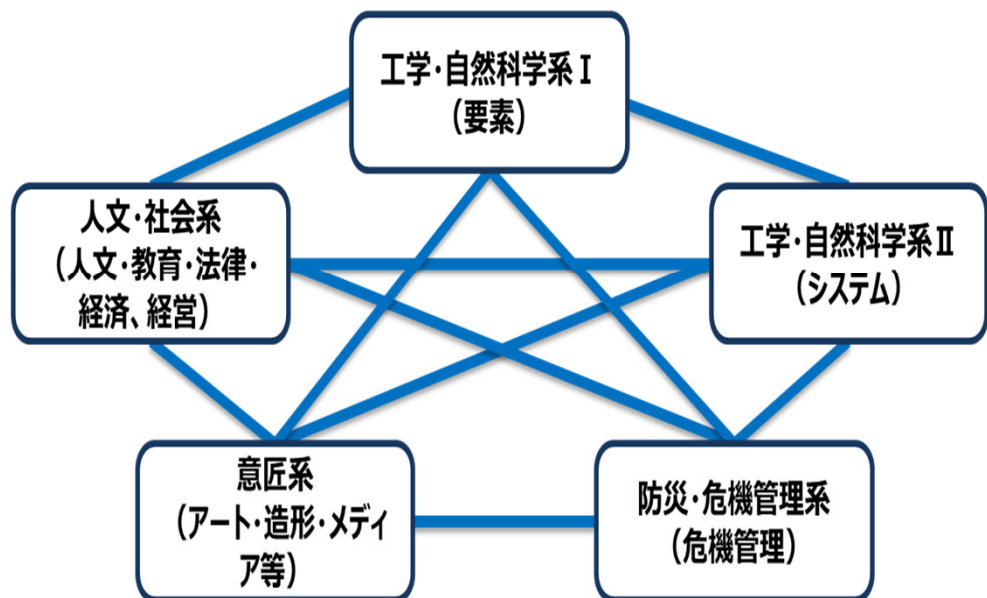 工学・自然科学系Ⅰ
(要素)
人文・社会系
(人文・教育・法律・
経済、経営)
工学・自然科学系Ⅱ
(システム)
意匠系
(アート・造形・メディ
ア等)
防災・危機管理系
(危機管理)